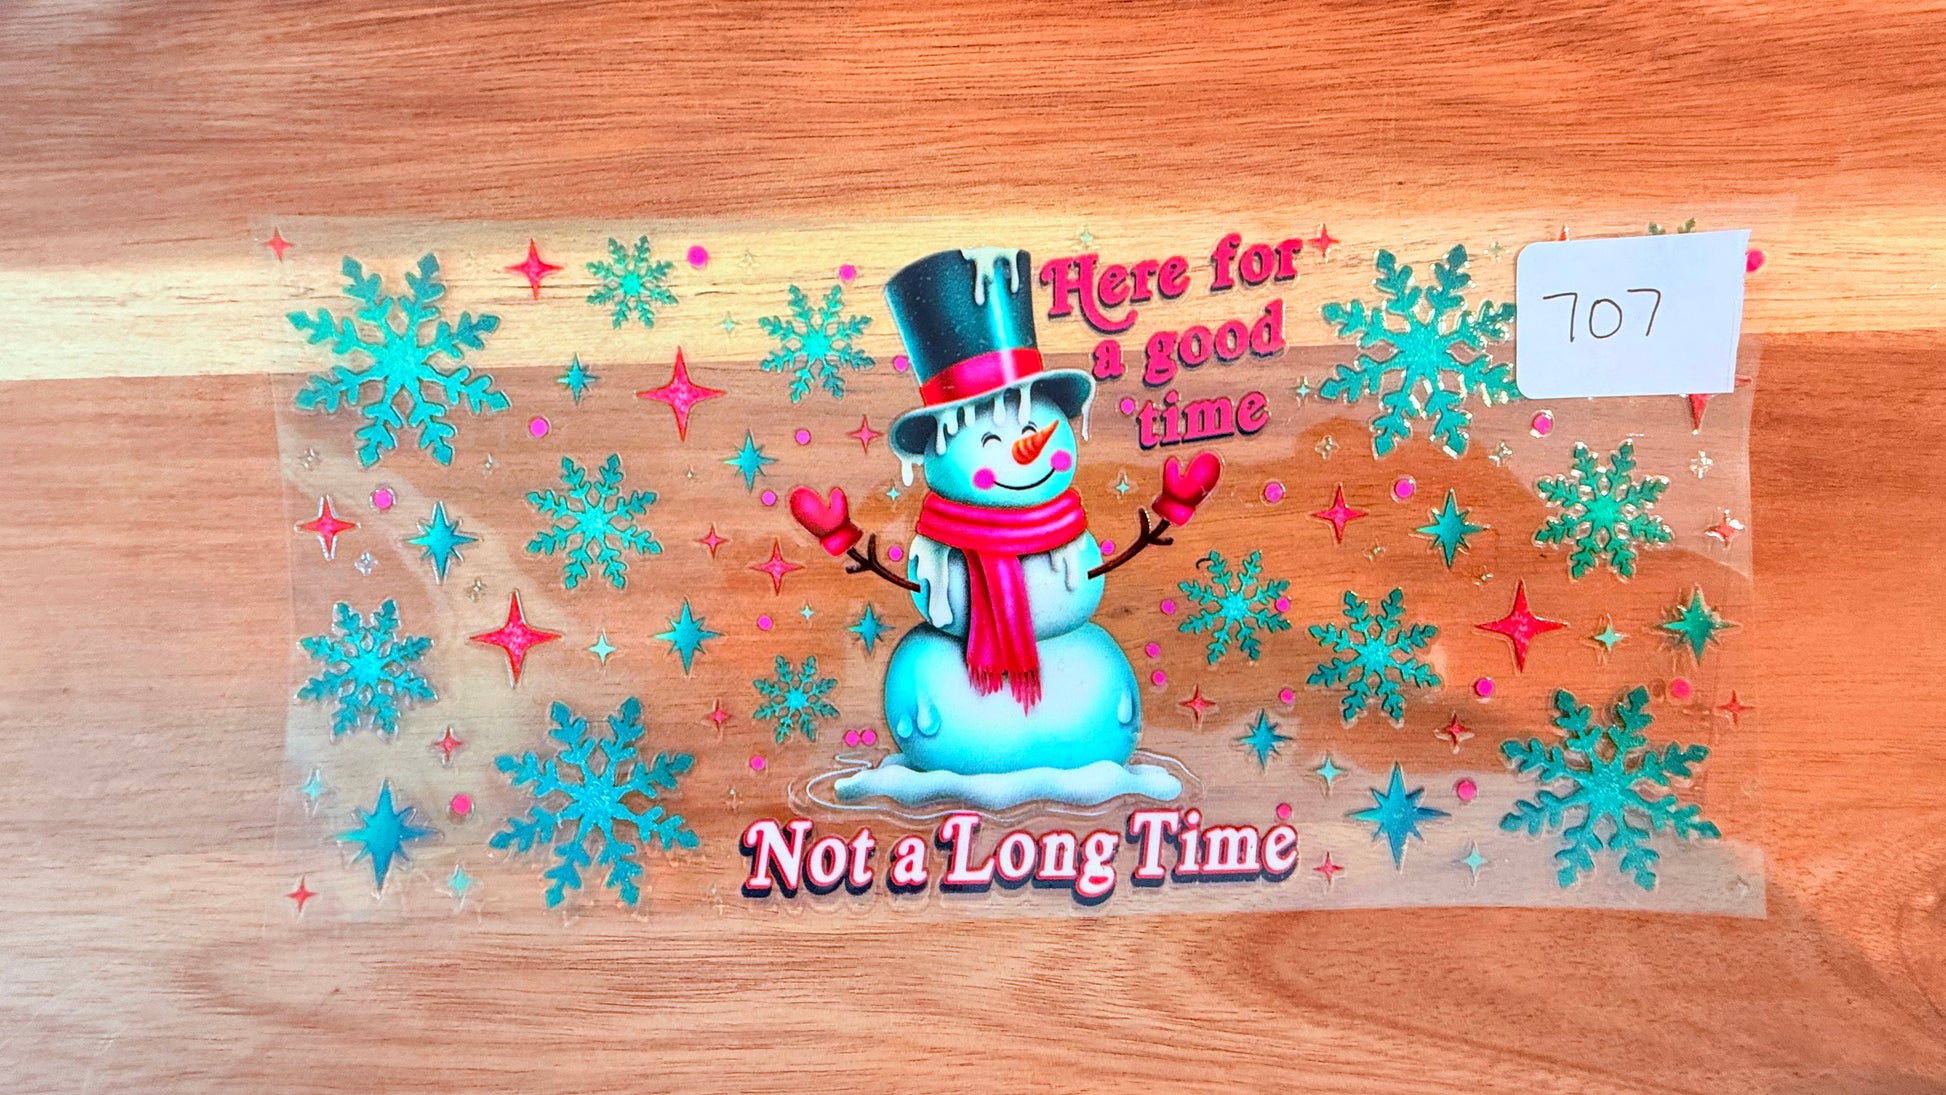 Here for
a good
time
707
Not a Long Time